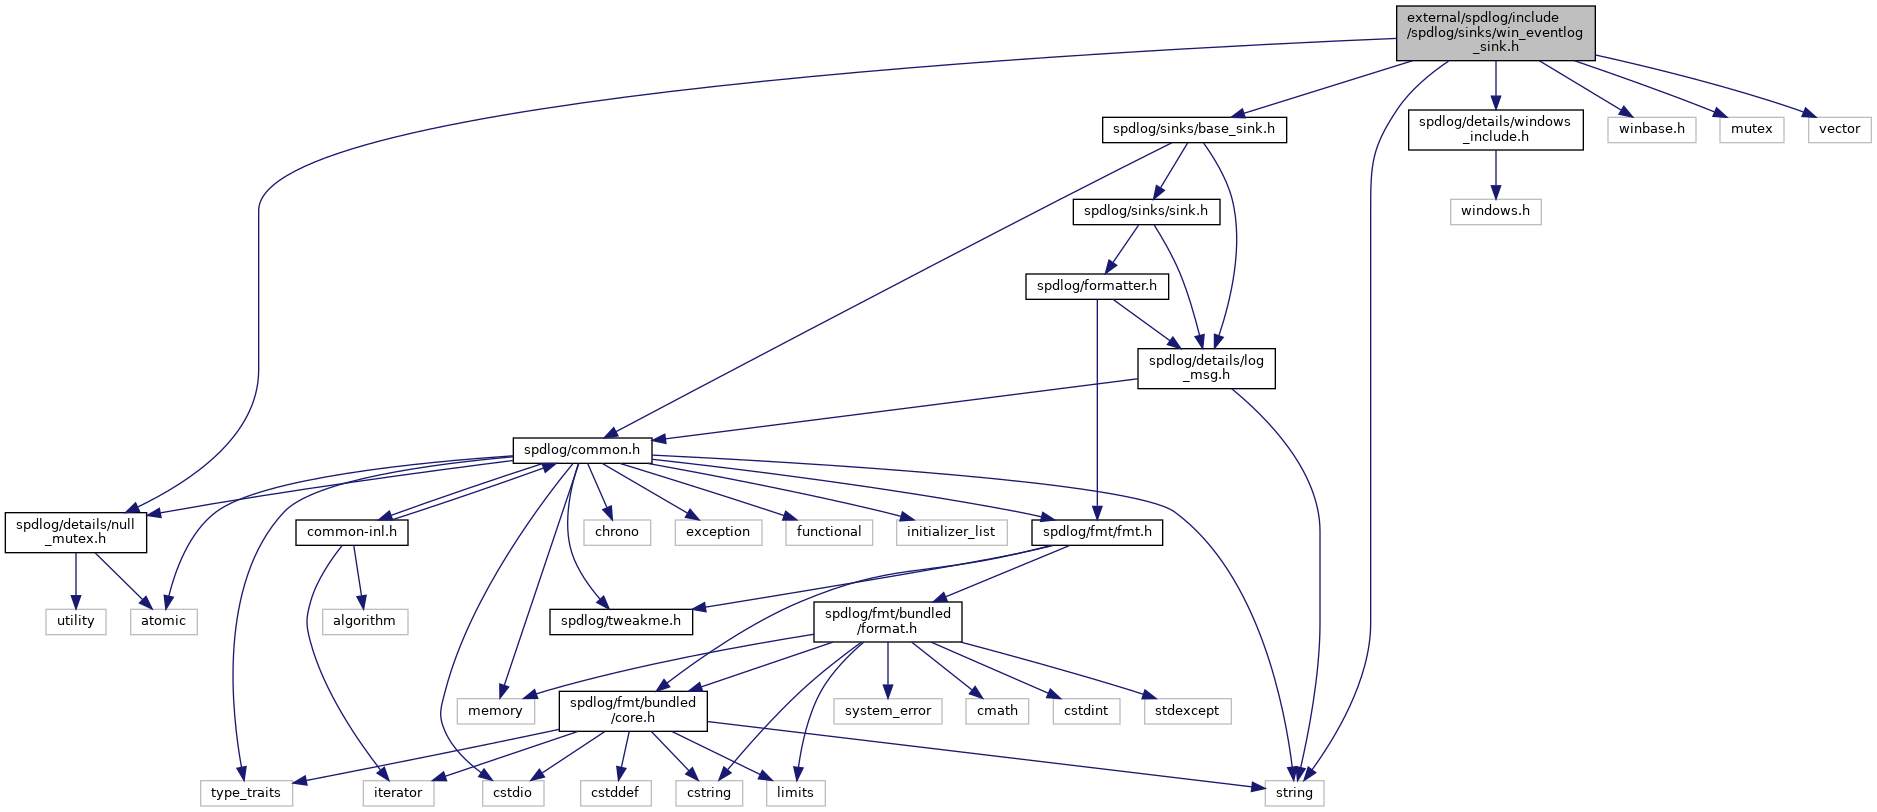 external/spdlog/include
/spdlog/sinks/win_eventlog
_sink.h
spdlog/sinks/base_sink.h
spdlog/details/windows
_include.h
winbase.h
mutex
vector
spdlog/sinks/sink.h
windows.h
spdlog/formatter.h
spdlog/details/log
_msg.h
spdlog/common.h
spdlog/details/null
_mutex.h
common-inl.h
chrono
exception
functional
initializer_list
spdlog/fmt/fmt.h
utility
atomic
algorithm
spdlog/tweakme.h
spdlog/fmt/bundled
/format.h
memory
spdlog/fmt/bundled
/core.h
system_error
cmath
cstdint
stdexcept
type_traits
iterator
cstdio
cstddef
cstring
limits
string